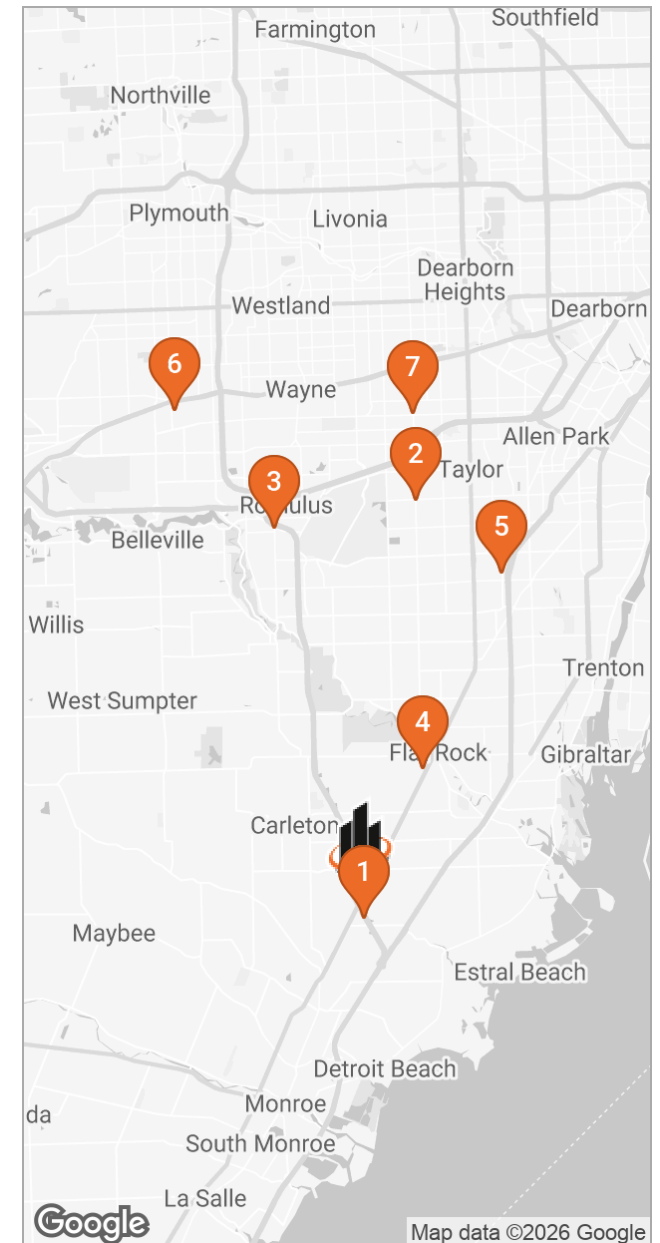 Southfield
Farmington
Northville
Plymouth
Livonia
Dearborn
Heights
Westland
Dearborn
6
7
Wayne
Allen Park
2
Taylor
3
Romulus
5
Belleville
Willis
Trenton
West Sumpter
4
Flat Rock
Gibraltar
Carleton
1
Maybee
Estral Beach
Detroit Beach
Monroe
da
South Monroe
La Salle
Google
Map data ©2026 Google